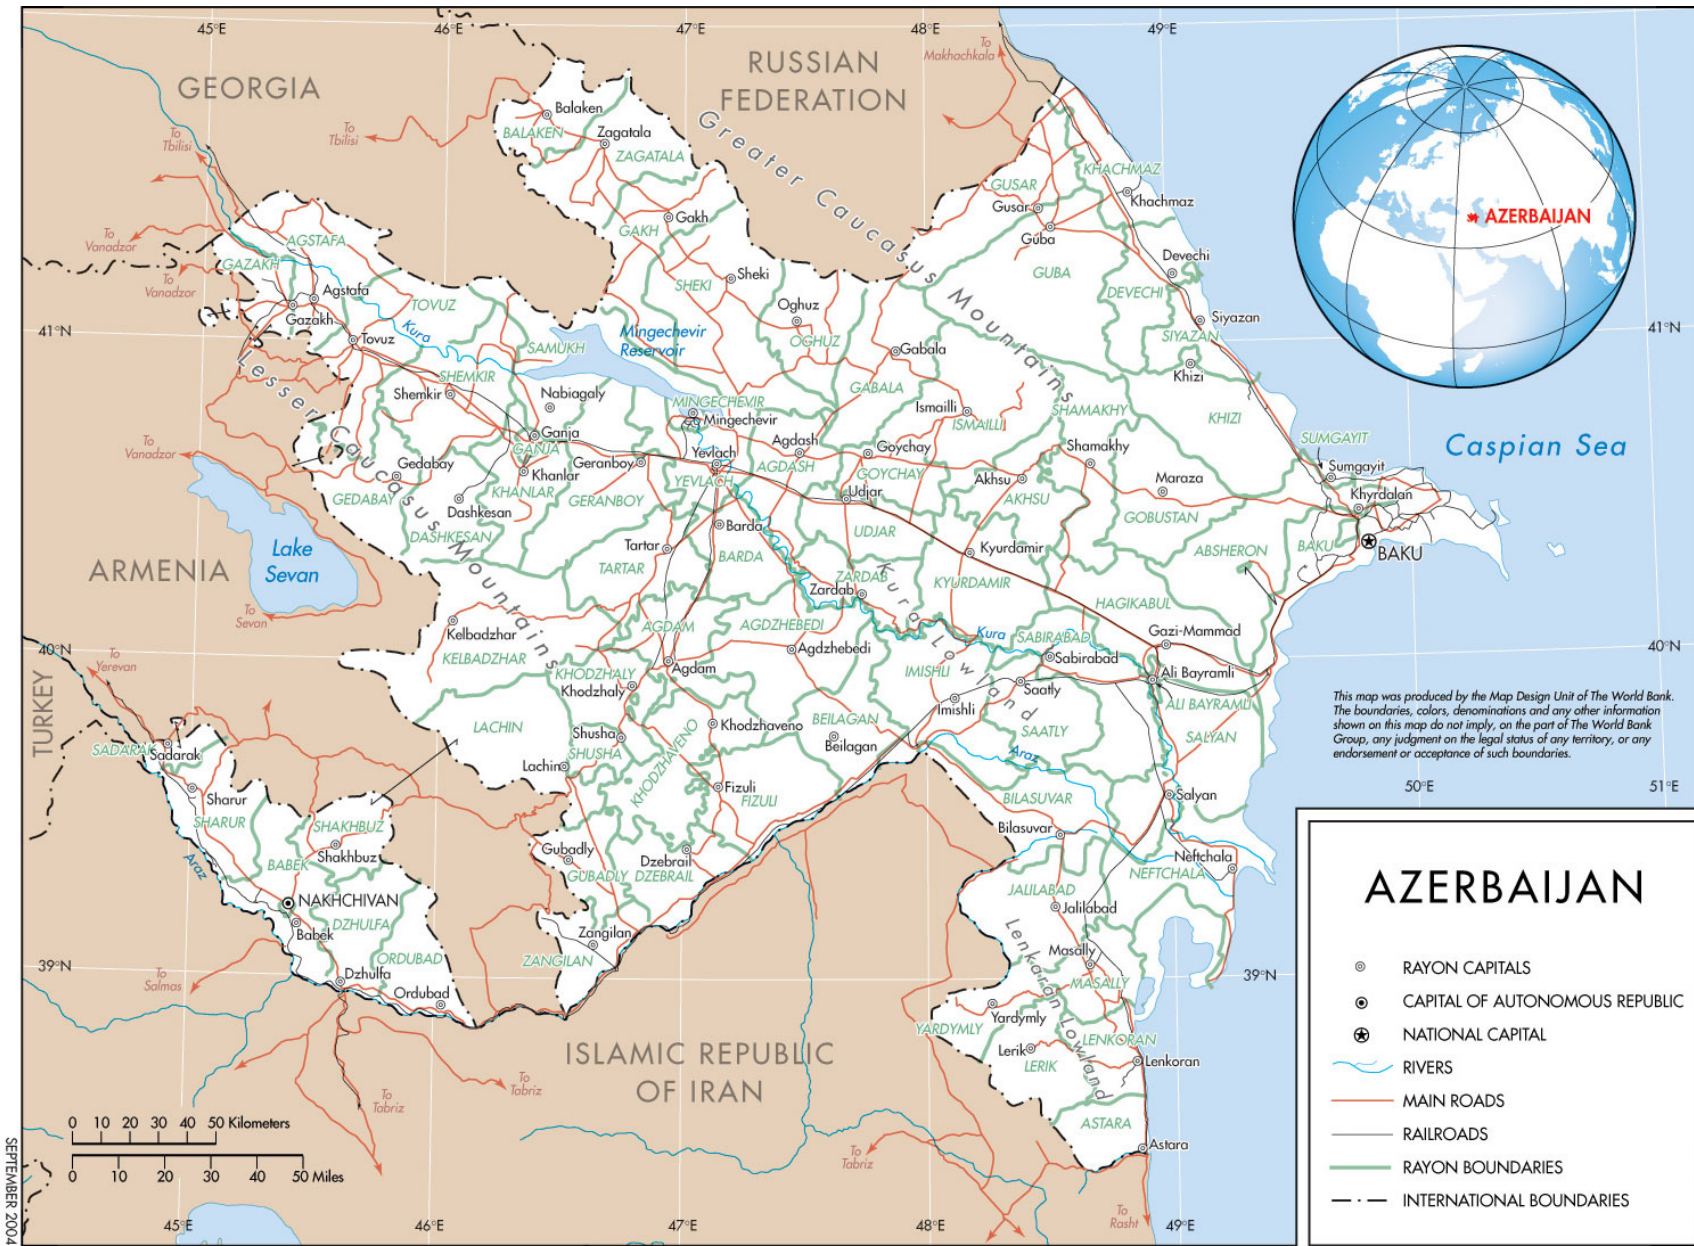 45°E
46°E
47°E
48°E
49°E
GEORGIA
RUSSIAN
FEDERATION
To
Makhachkala
To
Tbilisi
To
Tbilisi
Balaken
BALAKEN
Zagatala
ZAGATALA
Greater Caucasus Mountains
KHACHMAZ
GUSAR
Khachmaz
Gusar
Gakh
GAKH
Guba
GUBA
AZERBAIJAN
AGSTAFA
To
Vanadzor
GAZAKH
To
Vanadzor
Devechi
DEVECHI
Sheki
SHEKI
Agstafa
TOVUZ
Oghuz
Gazakh
Kura
41°N
Mingechevir
Reservoir
Siyazan
SIYAZAN
41°N
Tovuz
SAMUKH
OGHUZ
Gabala
Khizi
Lesser Caucasus Mountains
SHEMKIR
Shemkir
Nabiagaly
GABALA
MINGECHEVIR
Mingechevir
Ismailli
ISMAILLI
SHAMAKHY
KHIZI
To
Vanadzor
Ganja
GANJA
Agdash
Goychay
Shamakhy
SUMGAYIT
Caspian Sea
Gedabay
Khanlar
Geranboy
Yevlach
AGDASH
GOYCHAY
Sumgayit
GEDABAY
KHANLAR
GERANBOY
YEVLACH
Akhsu
Maraza
Khyrdalan
Dashkesan
Udjar
AKHSU
GOBUSTAN
DASHKESAN
Barda
UDJAR
BAKU
BAKU
Lake
Sevan
ARMENIA
Tartar
BARDA
Kyurdamir
ABSHERON
TARTAR
ZARDAB
KYURDAMIR
Zardab
Kura Lowland
HAGIKABUL
To
Sevan
Kelbadzhar
AGDAM
AGDZHEBEDI
Kura
SABIRABAD
Gazi-Mammad
40°N
KELBADZHAR
Agdzhebedi
Sabirabad
40°N
To
Yerevan
KHODZHALY
Agdam
IMISHLI
Ali Bayramli
Khodzhaly
Saatly
TURKEY
LACHIN
Imishli
ALI BAYRAMLI
This map was produced by the Map Design Unit of The World Bank.
The boundaries, colors, denominations and any other information
shown on this map do not imply, on the part of The World Bank
Group, any judgment on the legal status of any territory, or any
endorsement or acceptance of such boundaries.
Khodzhaveno
BEILAGAN
SAATLY
SALYAN
SADARAK
Sadarak
Shusha
SHUSHA
KHODZHAVENO
Beilagan
Araz
Lachin
Fizuli
FIZULI
50°E
51°E
Sharur
BILASUVAR
Salyan
SHARUR
SHAKHBUZ
Bilasuvar
Shakhbuz
Araz
BABEK
Gubadly
GUBADLY
Dzebrail
DZEBRAIL
Neftchala
NEFTCHALA
JALILABAD
NAKHCHIVAN
Jalilabad
Babek
DZHULFA
Zangilan
ZANGILAN
Lenkaran Lowland
Masally
39°N
ORDUBAD
Dzhulfa
MASALLY
39°N
To
Salmas
Ordubad
Yardymly
YARDYMLY
LENKORAN
Lerik
LERIK
Lenkoran
ISLAMIC REPUBLIC
OF IRAN
To
Tabriz
To
Tabriz
ASTARA
Astara
To
Tabriz
To
Rasht
0 10 20 30 40 50 Kilometers
0 10 20 30 40 50 Miles
45°E
46°E
47°E
48°E
49°E
SEPTEMBER 2004
AZERBAIJAN
RAYON CAPITALS
CAPITAL OF AUTONOMOUS REPUBLIC
NATIONAL CAPITAL
RIVERS
MAIN ROADS
RAILROADS
RAYON BOUNDARIES
INTERNATIONAL BOUNDARIES